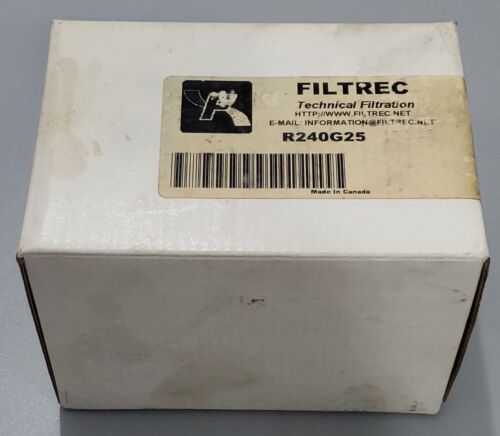 FILTREC
Technical Filtration
HTTP://WWW.FILTREC.NET
E-MAIL: INFORMATION@FILTREC.NET
R240G25
Made In Canada